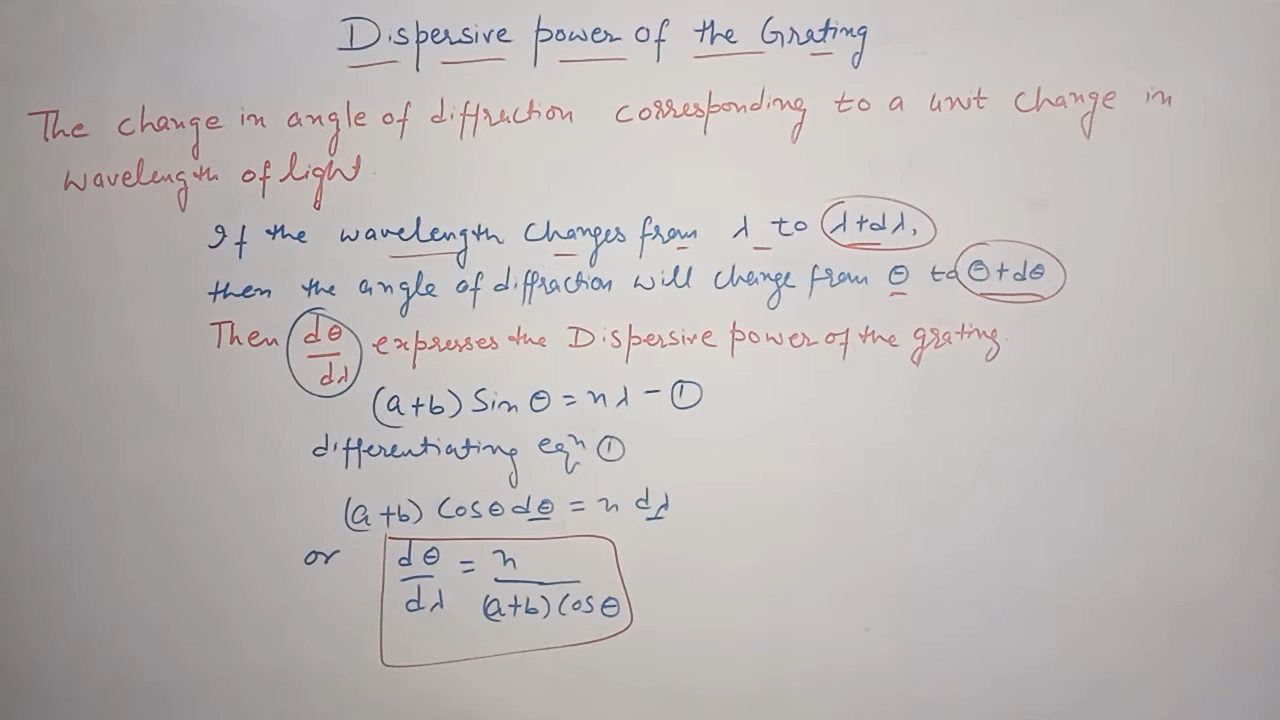 Dispersive power of the Grating
The change in angle of diffraction corresponding to a unit change in
wavelength of light.
If the wavelength changes from λ to λ+dλ,
then the angle of diffraction will change from θ to θ+dθ
Then dθ/dλ expresses the Dispersive power of the grating.
(a+b) Sin θ = nλ — ①
differentiating eqⁿ ①
(a+b) Cosθ dθ = n dλ
or dθ/dλ = n/(a+b) Cosθ